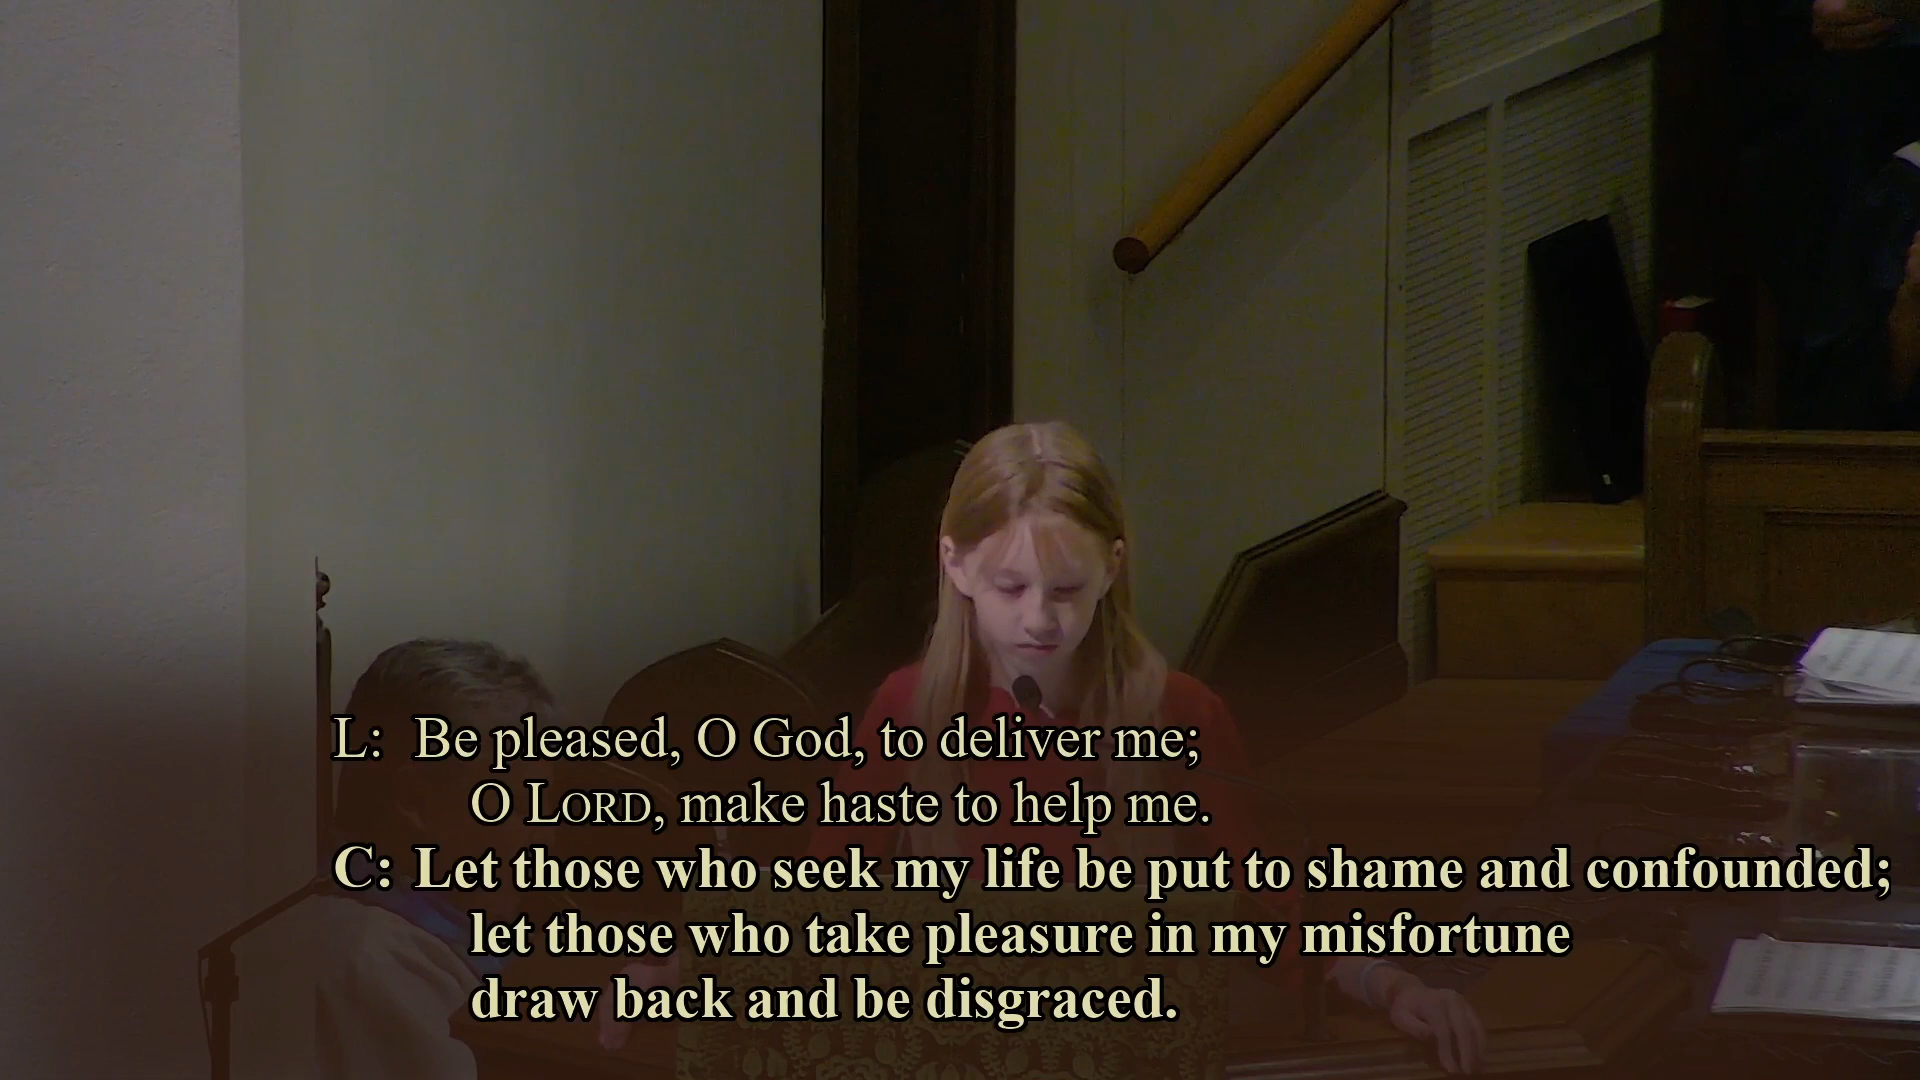 L: Be pleased, O God, to deliver me;
O LORD, make haste to help me.
C: Let those who seek my life be put to shame and confounded;
let those who take pleasure in my misfortune
draw back and be disgraced.